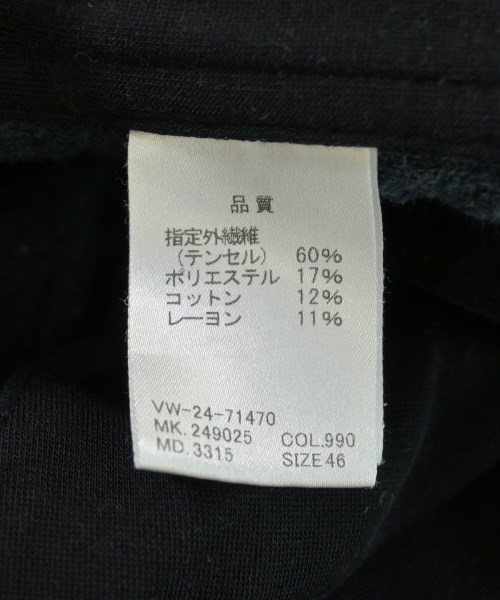 品質
指定外繊維
(テンセル) 60%
ポリエステル 17%
コットン 12%
レーヨン 11%
VW-24-71470
MK.249025 COL.990
MD.3315 SIZE 46